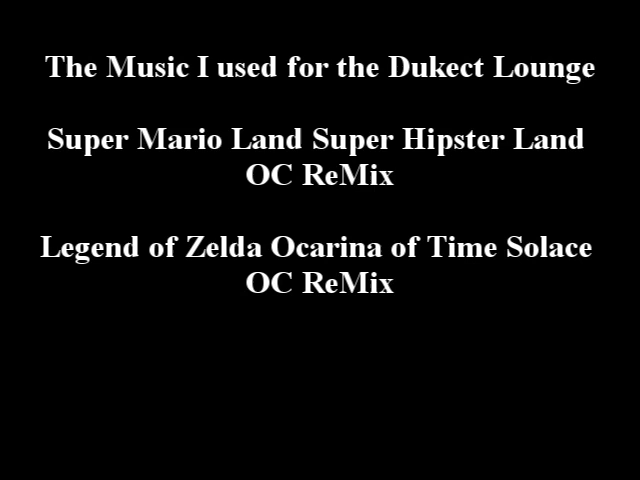 The Music I used for the Dukect Lounge
Super Mario Land Super Hipster Land
OC ReMix
Legend of Zelda Ocarina of Time Solace
OC ReMix